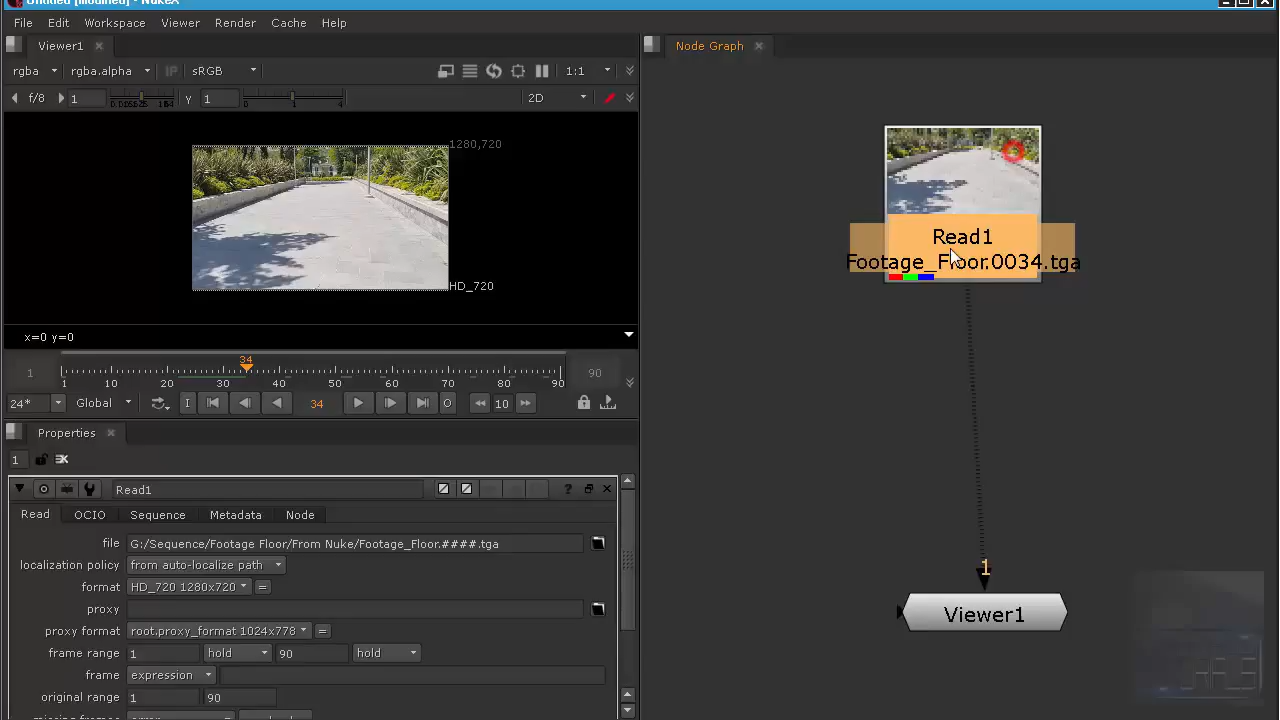 Untitled [modified] - NukeX
File Edit Workspace Viewer Render Cache Help
Viewer1
Node Graph
rgba rgba.alpha IP sRGB 1:1
f/8 1 Y 1 2D
1280,720
HD_720
x=0 y=0
Read1
Footage_Floor.0034.tga
1
Viewer1
34
1 90
1 10 20 30 40 50 60 70 80 90
24* Global I 34 O 10
Properties
1
Read1
Read OCIO Sequence Metadata Node
file G:/Sequence/Footage Floor/From Nuke/Footage_Floor.####.tga
localization policy from auto-localize path
format HD_720 1280x720 =
proxy
proxy format root.proxy_format 1024x778 =
frame range 1 hold 90 hold
frame expression
original range 1 90
missing frames error